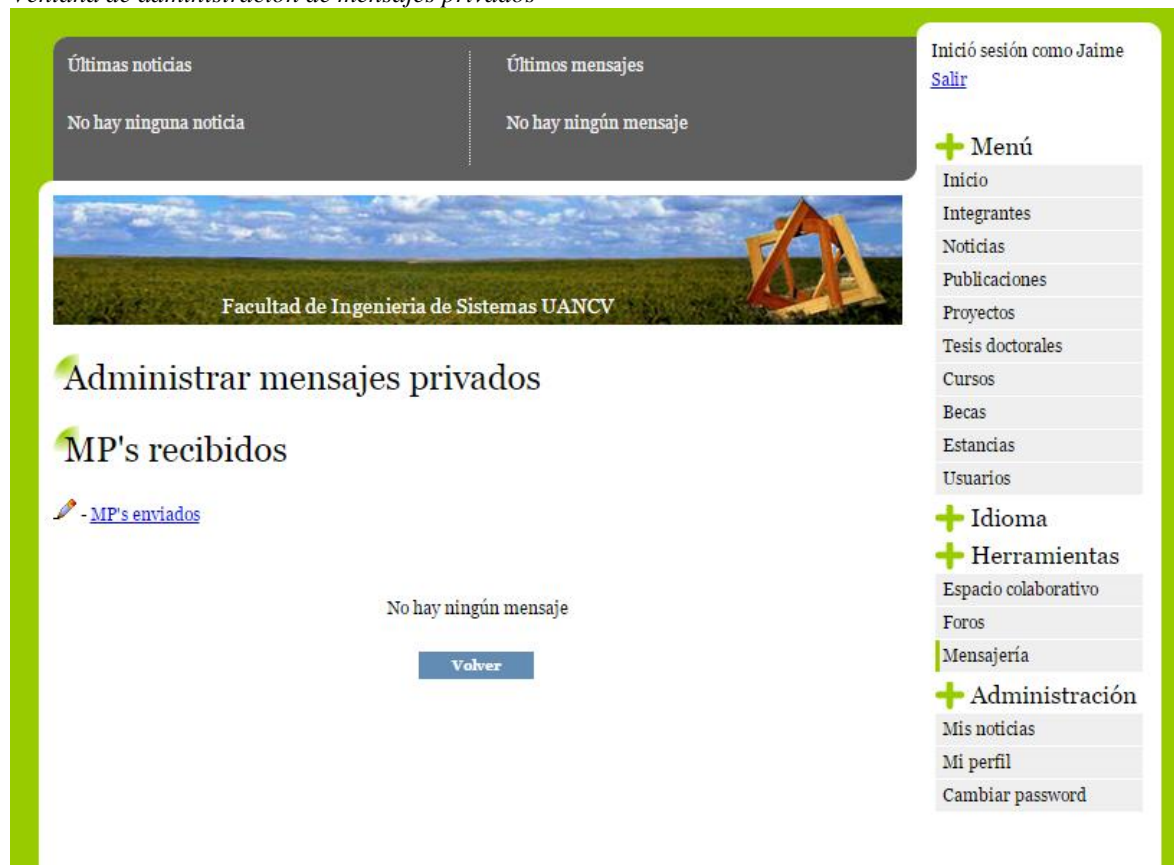 Ventana de administración de mensajes privados
Últimas noticias
No hay ninguna noticia
Últimos mensajes
No hay ningún mensaje
Inició sesión como Jaime
Salir
Facultad de Ingenieria de Sistemas UANCV
Administrar mensajes privados
MP's recibidos
- MP's enviados
No hay ningún mensaje
Volver
Menú
Inicio
Integrantes
Noticias
Publicaciones
Proyectos
Tesis doctorales
Cursos
Becas
Estancias
Usuarios
Idioma
Herramientas
Espacio colaborativo
Foros
Mensajería
Administración
Mis noticias
Mi perfil
Cambiar password